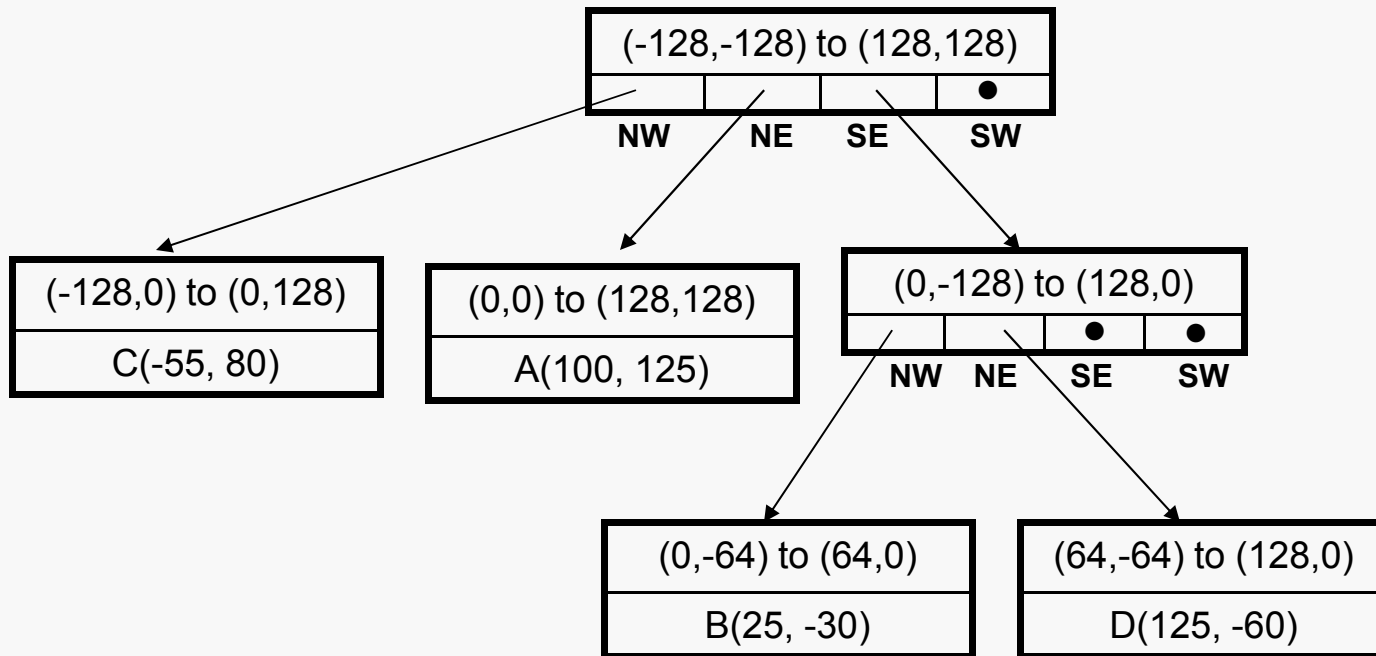 (-128,-128) to (128,128)
NW NE SE SW
(-128,0) to (0,128)
C(-55, 80)
(0,0) to (128,128)
A(100, 125)
(0,-128) to (128,0)
NW NE SE SW
(0,-64) to (64,0)
B(25, -30)
(64,-64) to (128,0)
D(125, -60)